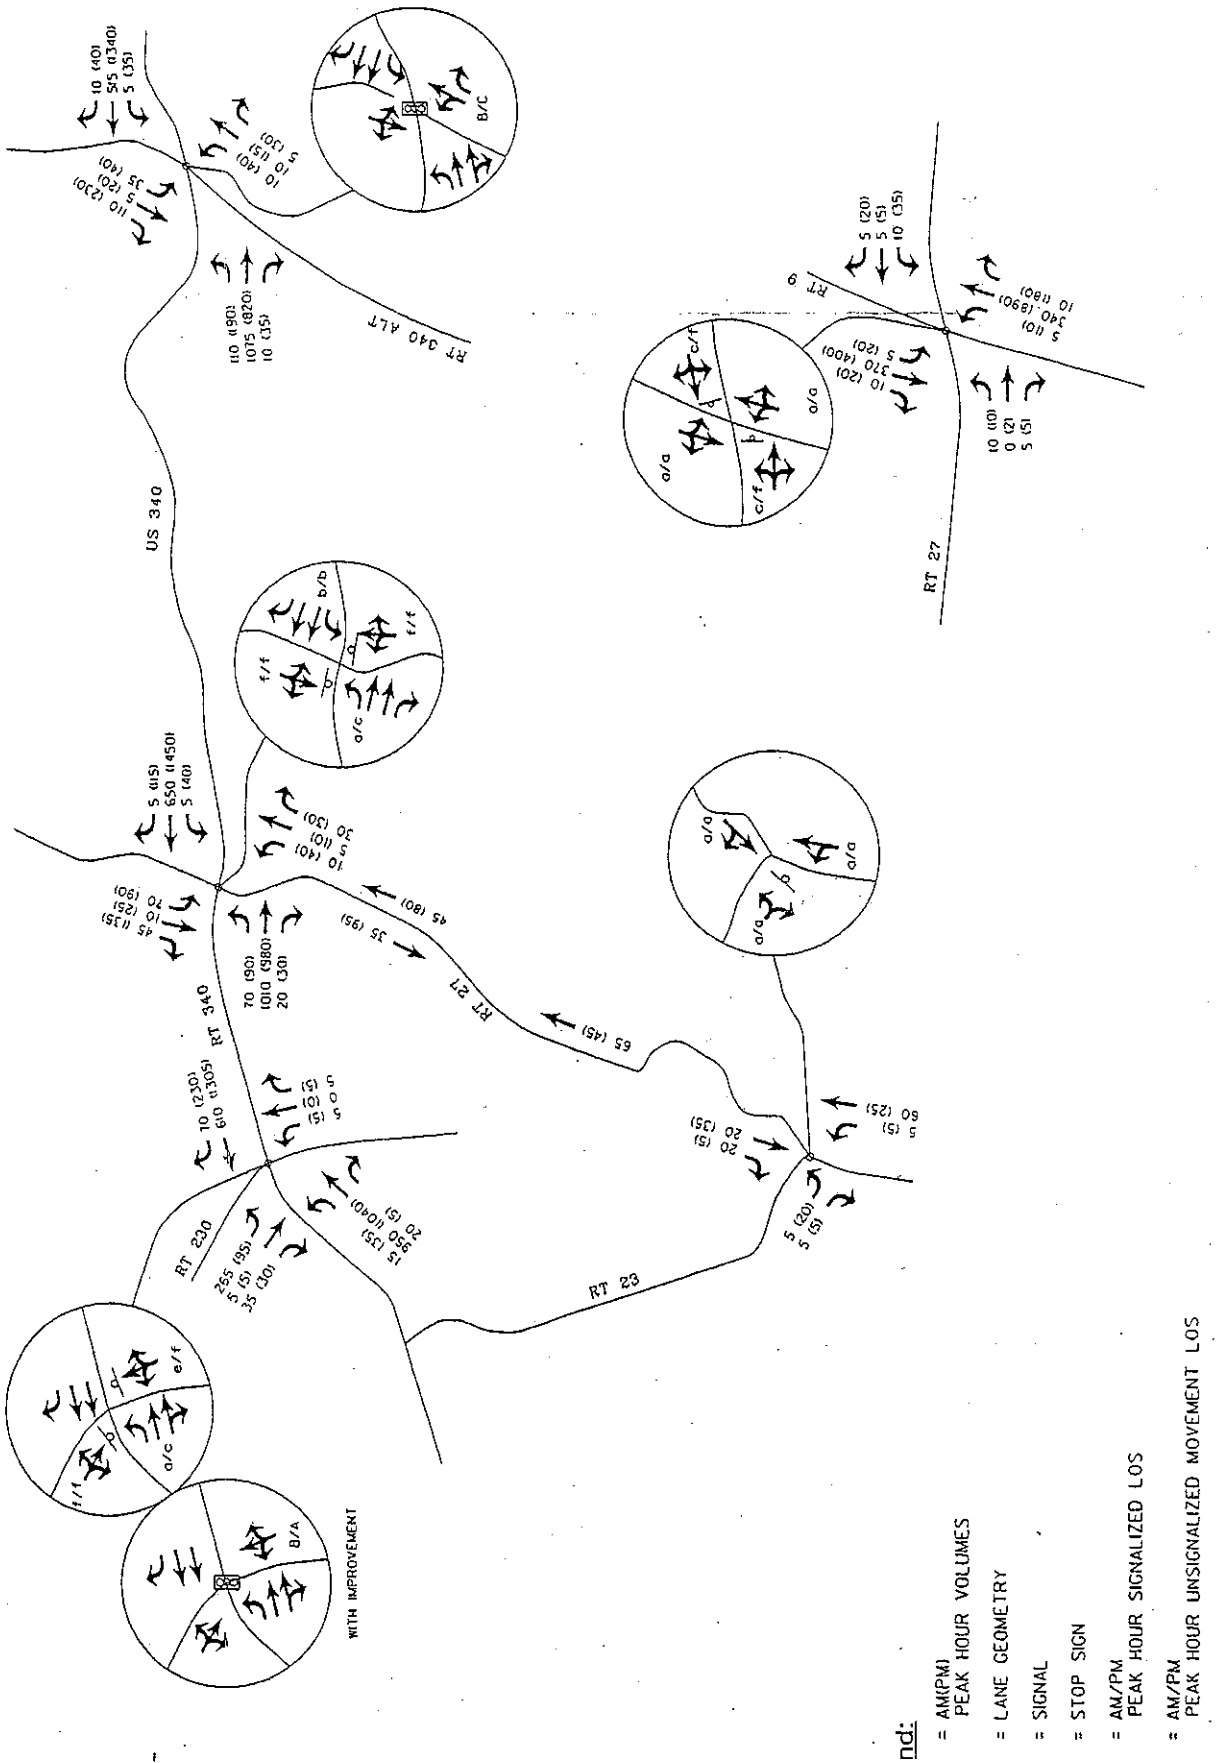 10 (40)
515 (1340)
5 (35)
110 (230)
5 (20)
35 (40)
10 (40)
10 (15)
5 (30)
110 (190)
1075 (820)
10 (35)
RT 340 ALT
B/C
US 340
5 (115)
650 (1450)
5 (40)
45 (135)
10 (25)
70 (90)
10 (40)
5 (10)
30 (30)
70 (90)
1010 (980)
20 (30)
f/f
b/b
a/c
f/f
RT 340
35 (95)
45 (80)
RT 27
65 (45)
70 (230)
610 (1305)
5 (5)
0 (0)
5 (5)
RT 230
265 (95)
5 (5)
35 (30)
15 (35)
950 (1040)
20 (5)
f/f
a/c
e/f
B/A
WITH IMPROVEMENT
RT 23
20 (5)
20 (35)
5 (20)
5 (5)
5 (5)
60 (25)
a/a
a/a
a/a
RT 9
5 (20)
5 (5)
10 (35)
10 (20)
370 (400)
5 (20)
5 (10)
340 (890)
10 (180)
10 (10)
0 (2)
5 (5)
RT 27
a/a
c/f
c/f
a/a
nd:
= AM(PM)
PEAK HOUR VOLUMES
= LANE GEOMETRY
= SIGNAL
= STOP SIGN
= AM/PM
PEAK HOUR SIGNALIZED LOS
= AM/PM
PEAK HOUR UNSIGNALIZED MOVEMENT LOS